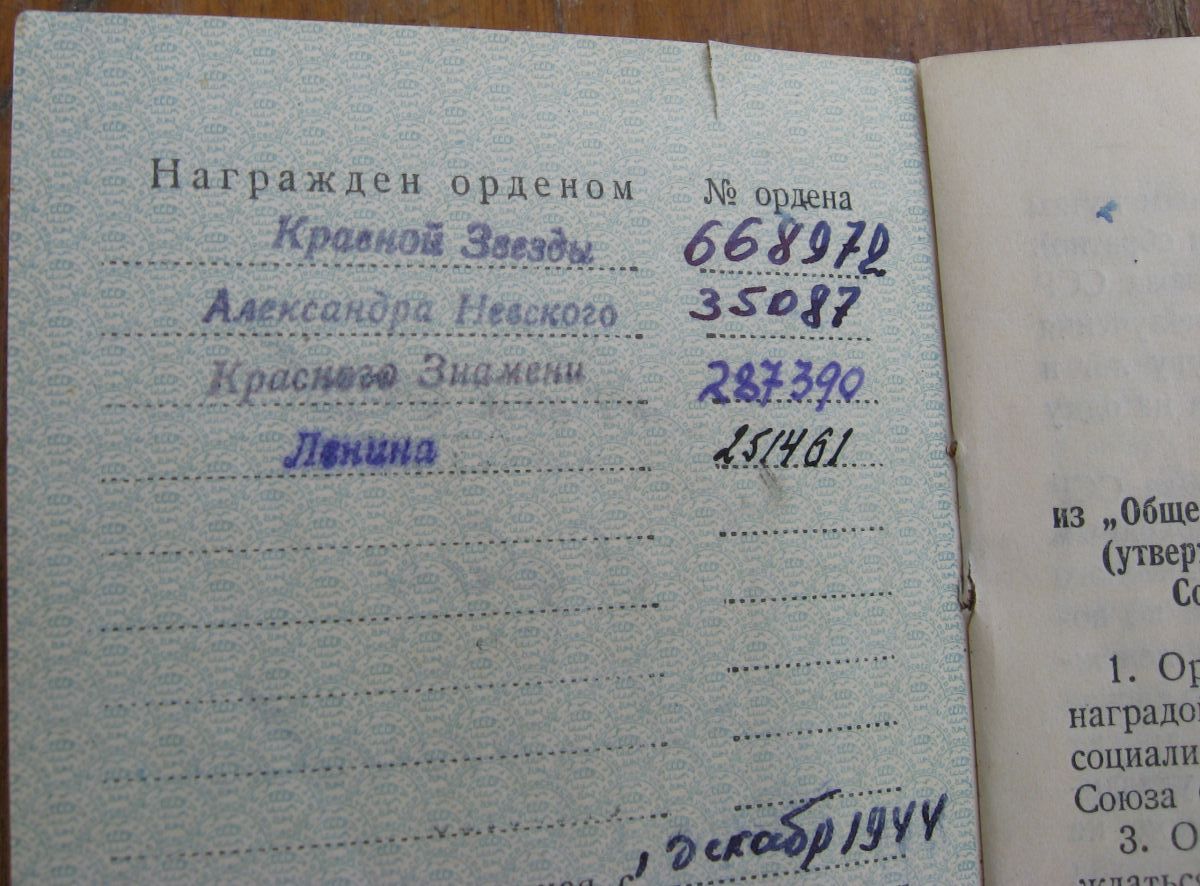 Награжден орденом № ордена
Красной Звезды 668972
Александра Невского 35087
Красного Знамени 287390
Ленина 251461
, декабр 1944
из „Обще
(утвер
Со
1. Ор
наградо
социали
Союза
3. О
ждаться